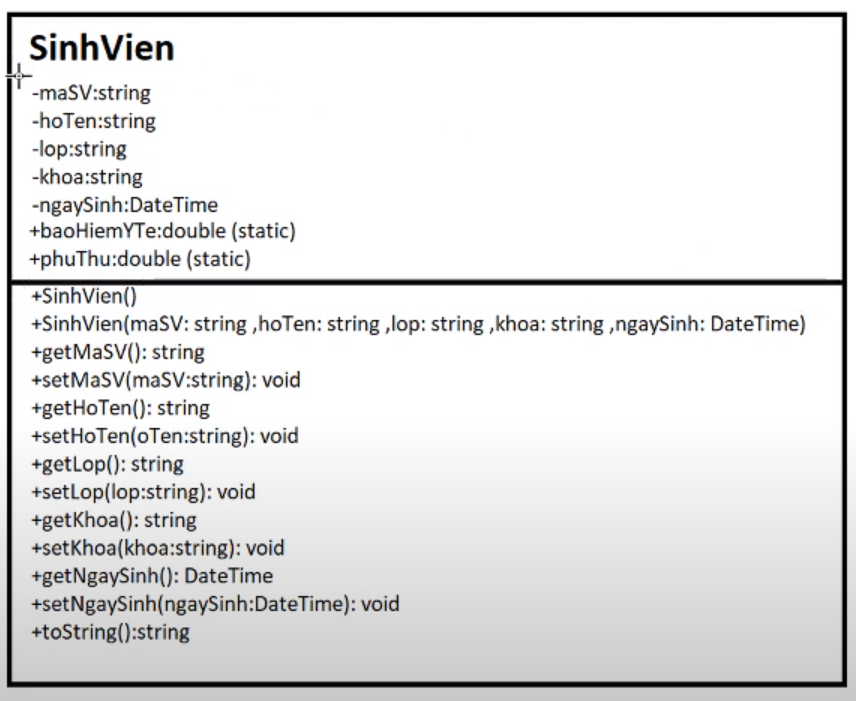 SinhVien
-maSV:string
-hoTen:string
-lop:string
-khoa:string
-ngaySinh:DateTime
+baoHiemYTe:double (static)
+phuThu:double (static)
+SinhVien()
+SinhVien(maSV: string ,hoTen: string ,lop: string ,khoa: string ,ngaySinh: DateTime)
+getMaSV(): string
+setMaSV(maSV:string): void
+getHoTen(): string
+setHoTen(oTen:string): void
+getLop(): string
+setLop(lop:string): void
+getKhoa(): string
+setKhoa(khoa:string): void
+getNgaySinh(): DateTime
+setNgaySinh(ngaySinh:DateTime): void
+toString():string